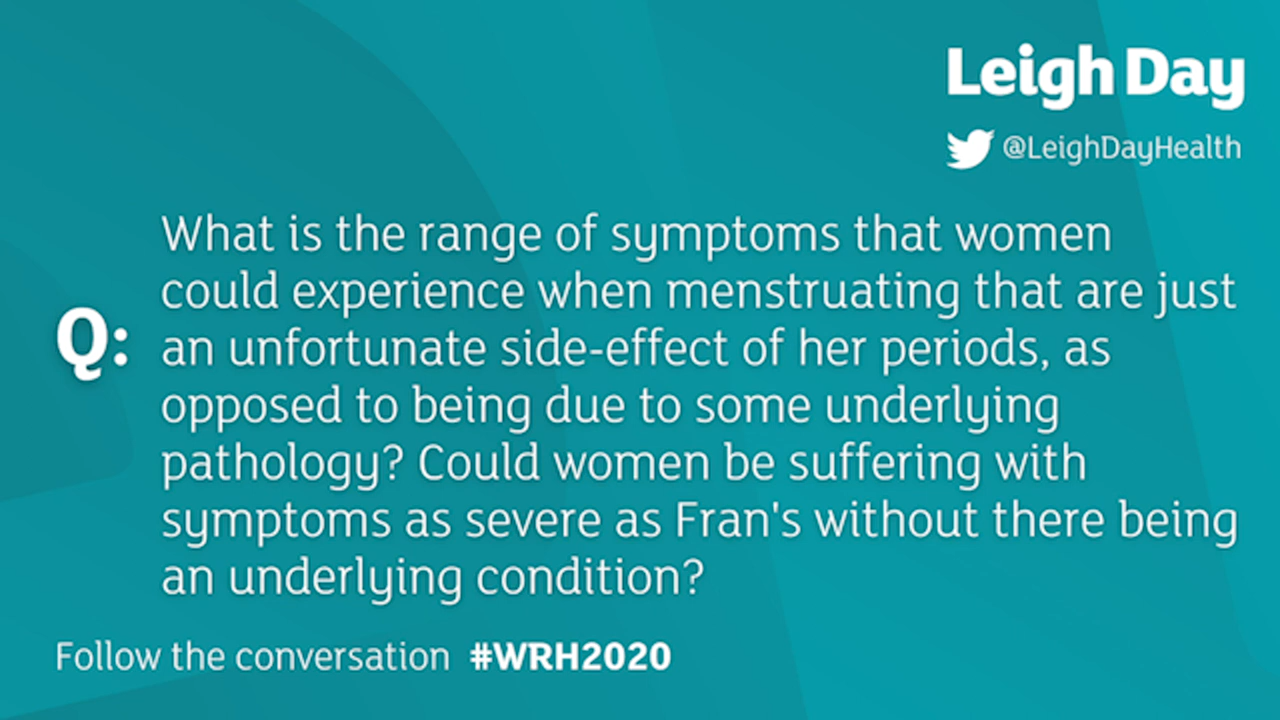 Leigh Day
@LeighDayHealth
Q:
What is the range of symptoms that women
could experience when menstruating that are just
an unfortunate side-effect of her periods, as
opposed to being due to some underlying
pathology? Could women be suffering with
symptoms as severe as Fran's without there being
an underlying condition?
Follow the conversation #WRH2020